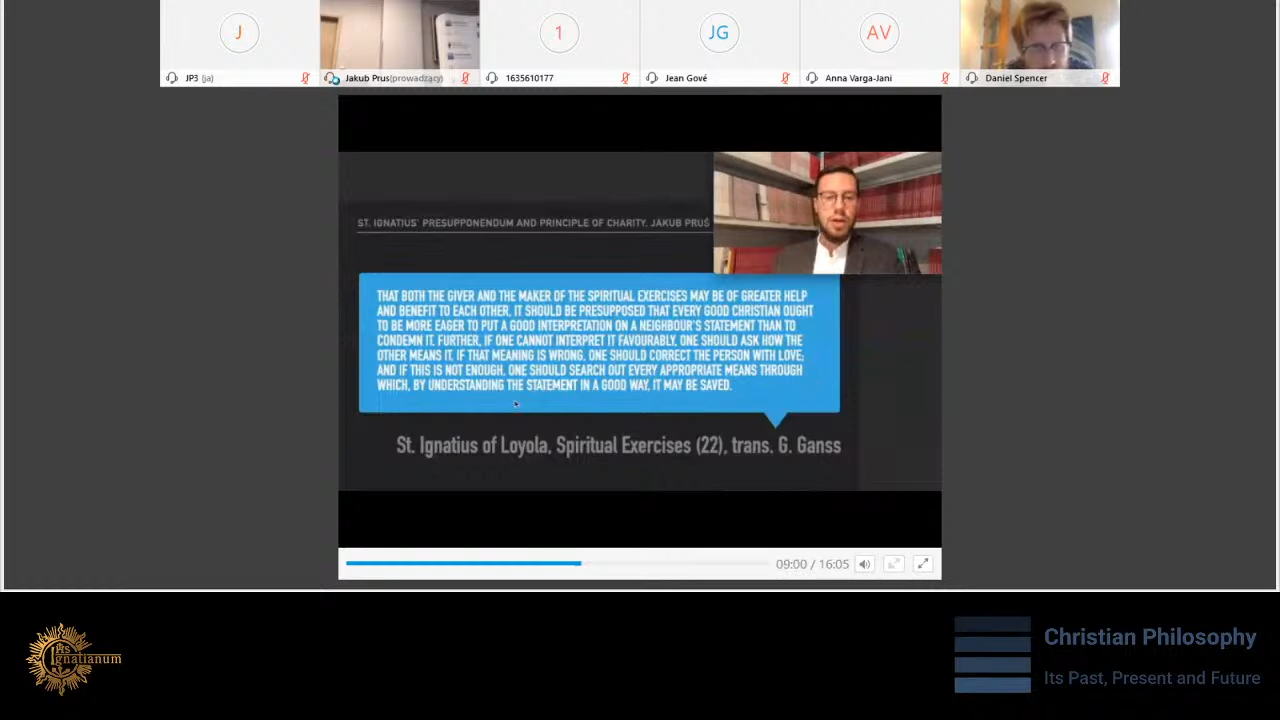 J
1
JG
AV
JP3 (ja)
Jakub Prus(prowadzący)
1635610177
Jean Gové
Anna Varga-Jani
Daniel Spencer
ST. IGNATIUS' PRESUPPONENDUM AND PRINCIPLE OF CHARITY. JAKUB PRUŚ
THAT BOTH THE GIVER AND THE MAKER OF THE SPIRITUAL EXERCISES MAY BE OF GREATER HELP
AND BENEFIT TO EACH OTHER, IT SHOULD BE PRESUPPOSED THAT EVERY GOOD CHRISTIAN OUGHT
TO BE MORE EAGER TO PUT A GOOD INTERPRETATION ON A NEIGHBOUR'S STATEMENT THAN TO
CONDEMN IT. FURTHER, IF ONE CANNOT INTERPRET IT FAVOURABLY, ONE SHOULD ASK HOW THE
OTHER MEANS IT. IF THAT MEANING IS WRONG, ONE SHOULD CORRECT THE PERSON WITH LOVE;
AND IF THIS IS NOT ENOUGH, ONE SHOULD SEARCH OUT EVERY APPROPRIATE MEANS THROUGH
WHICH, BY UNDERSTANDING THE STATEMENT IN A GOOD WAY, IT MAY BE SAVED.
St. Ignatius of Loyola, Spiritual Exercises (22), trans. G. Ganss
09:00 / 16:05
Ignatianum
Christian Philosophy
Its Past, Present and Future